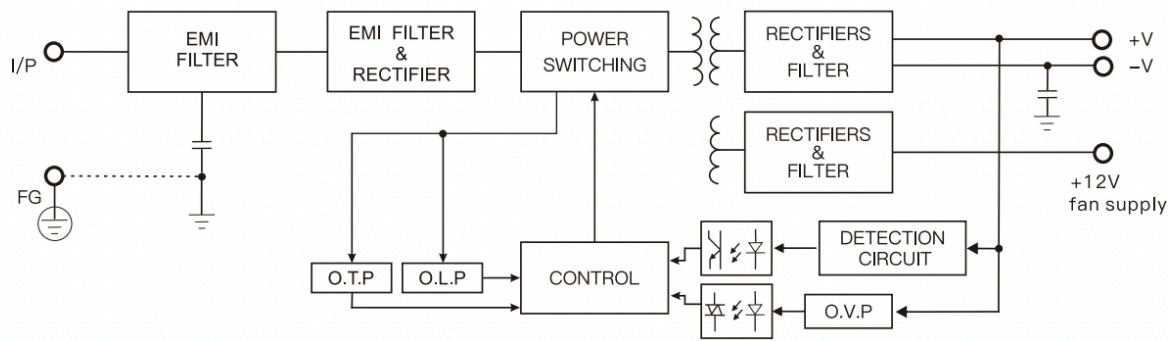 I/P
EMI
FILTER
EMI FILTER
&
RECTIFIER
POWER
SWITCHING
RECTIFIERS
&
FILTER
+V
–V
RECTIFIERS
&
FILTER
+12V
fan supply
FG
O.T.P
O.L.P
CONTROL
DETECTION
CIRCUIT
O.V.P